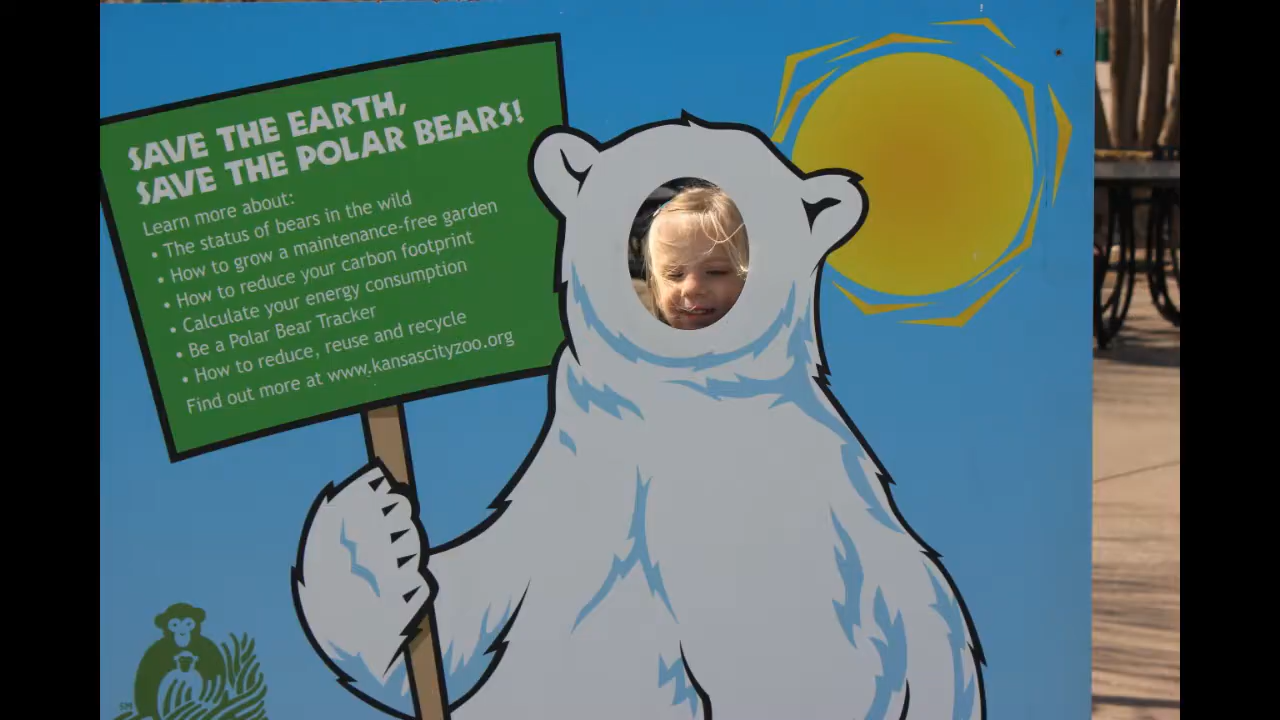 SAVE THE EARTH,
SAVE THE POLAR BEARS!
Learn more about:
• The status of bears in the wild
• How to grow a maintenance-free garden
• How to reduce your carbon footprint
• Calculate your energy consumption
• Be a Polar Bear Tracker
• How to reduce, reuse and recycle
Find out more at www.kansascityzoo.org
SM